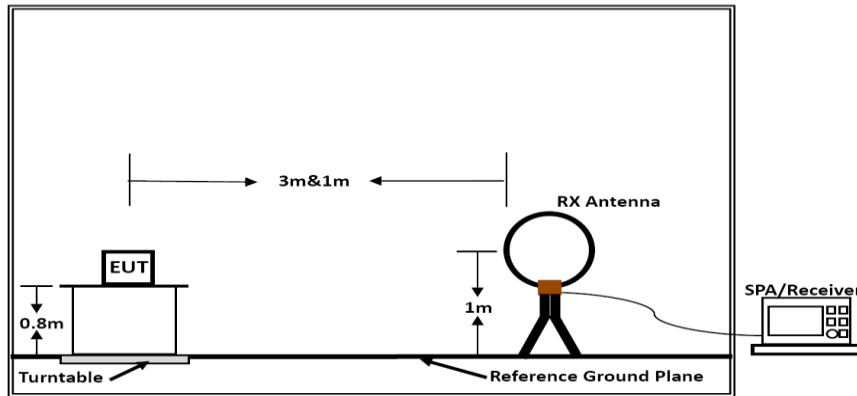 3m&1m
RX Antenna
EUT
SPA/Receiver
0.8m
1m
Turntable
Reference Ground Plane